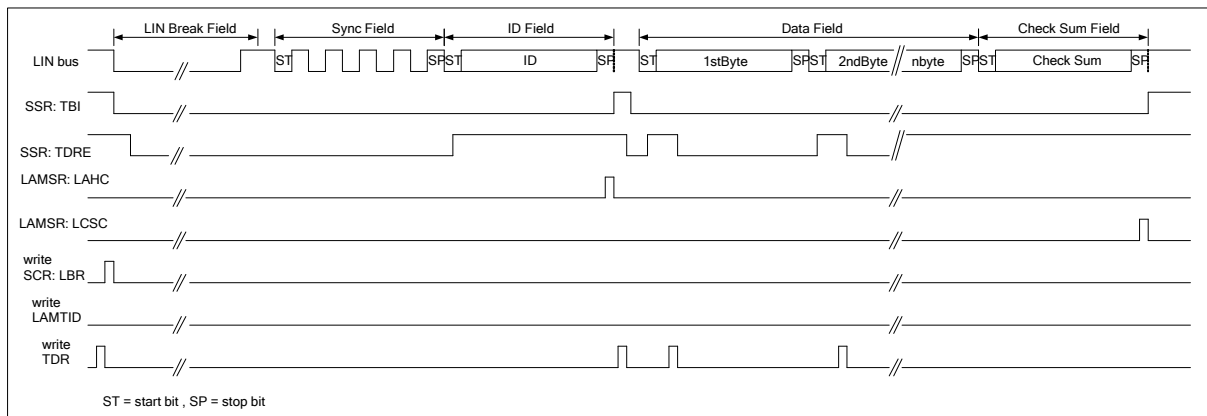 LIN Break Field Sync Field ID Field Data Field Check Sum Field
LIN bus ST SP ST ID SP ST 1stByte SP ST 2ndByte nbyte SP ST Check Sum SP
SSR: TBI
SSR: TDRE
LAMSR: LAHC
LAMSR: LCSC
write
SCR: LBR
write
LAMTID
write
TDR
ST = start bit , SP = stop bit